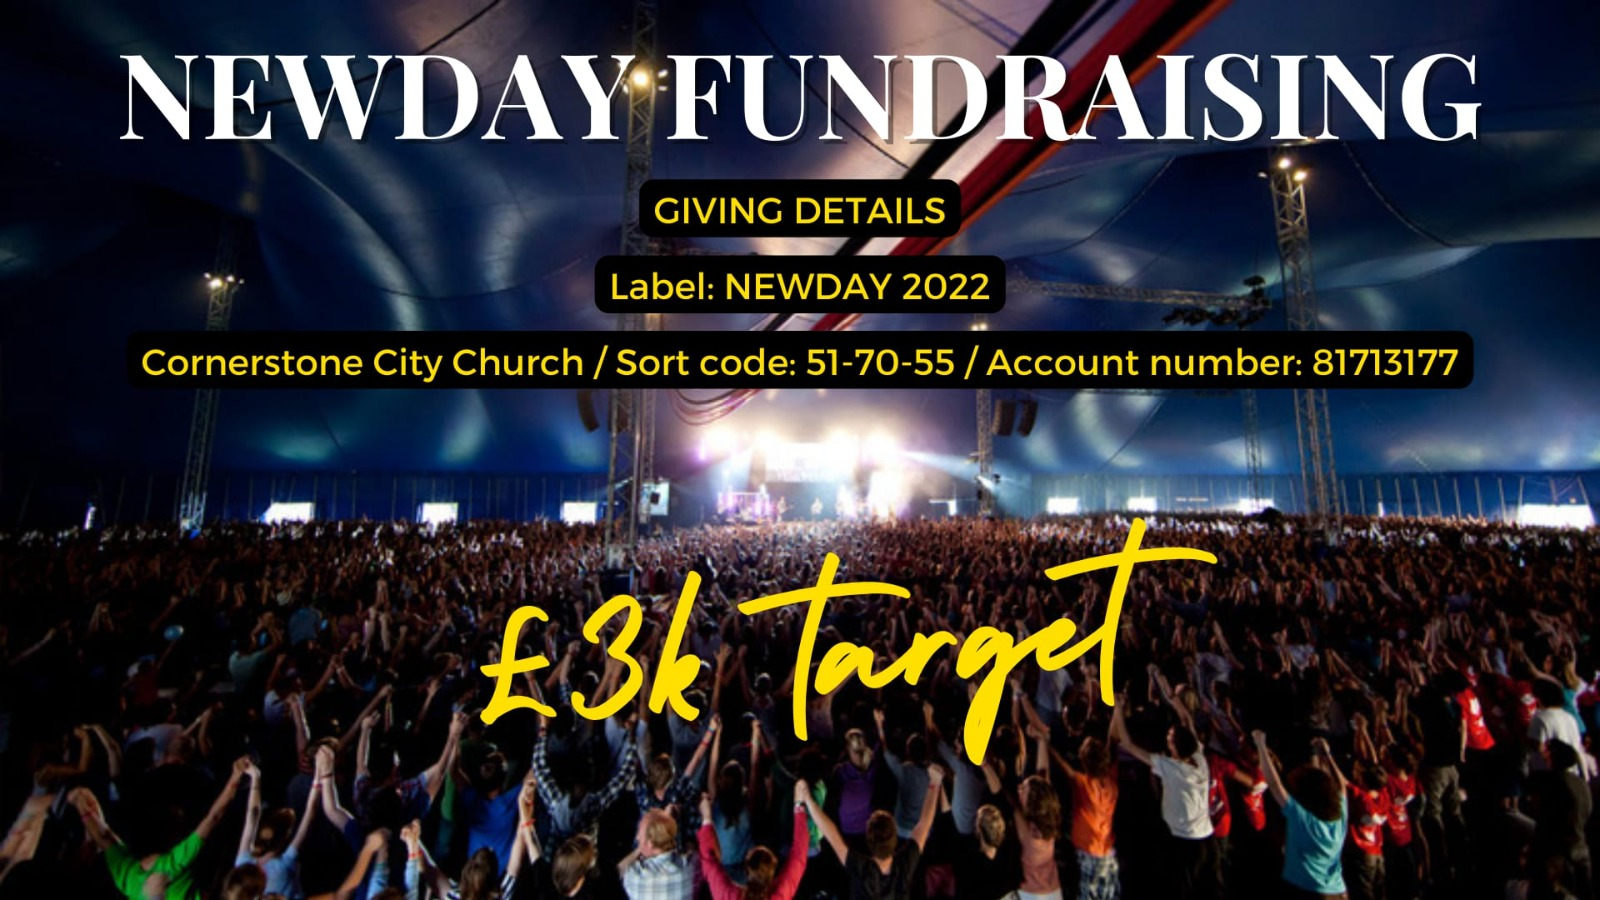 NEWDAY FUNDRAISING
GIVING DETAILS
Label: NEWDAY 2022
Cornerstone City Church / Sort code: 51-70-55 / Account number: 81713177
£3k Target